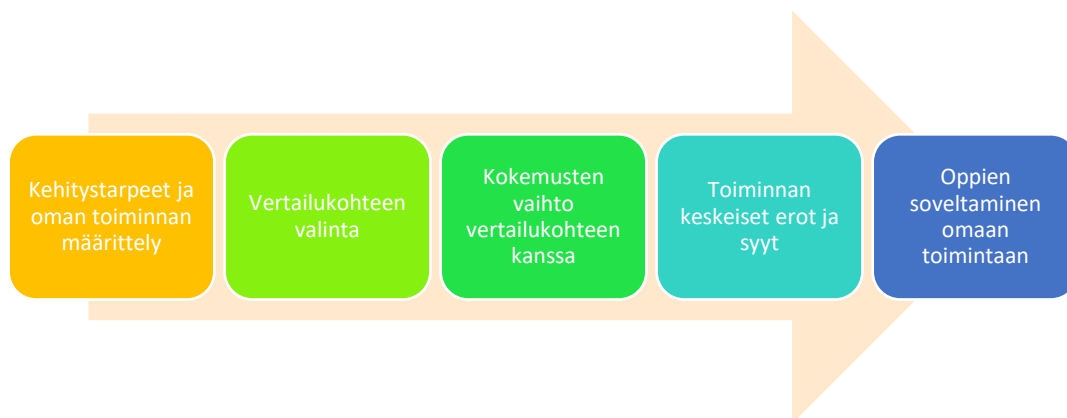 Kehitystarpeet ja
oman toiminnan
määrittely
Vertailukohteen
valinta
Kokemusten
vaihto
vertailukohteen
kanssa
Toiminnan
keskeiset erot ja
syyt
Oppien
soveltaminen
omaan
toimintaan